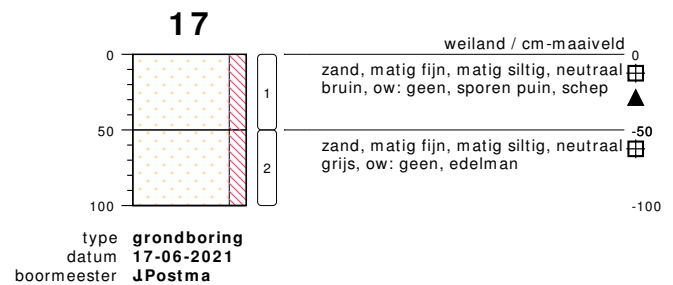 17
weiland / cm-maaiveld
0
0
zand, matig fijn, matig siltig, neutraal
bruin, ow: geen, sporen puin, schep
1
50
-50
zand, matig fijn, matig siltig, neutraal
grijs, ow: geen, edelman
2
100
-100
type grondboring
datum 17-06-2021
boormeester J.Postma